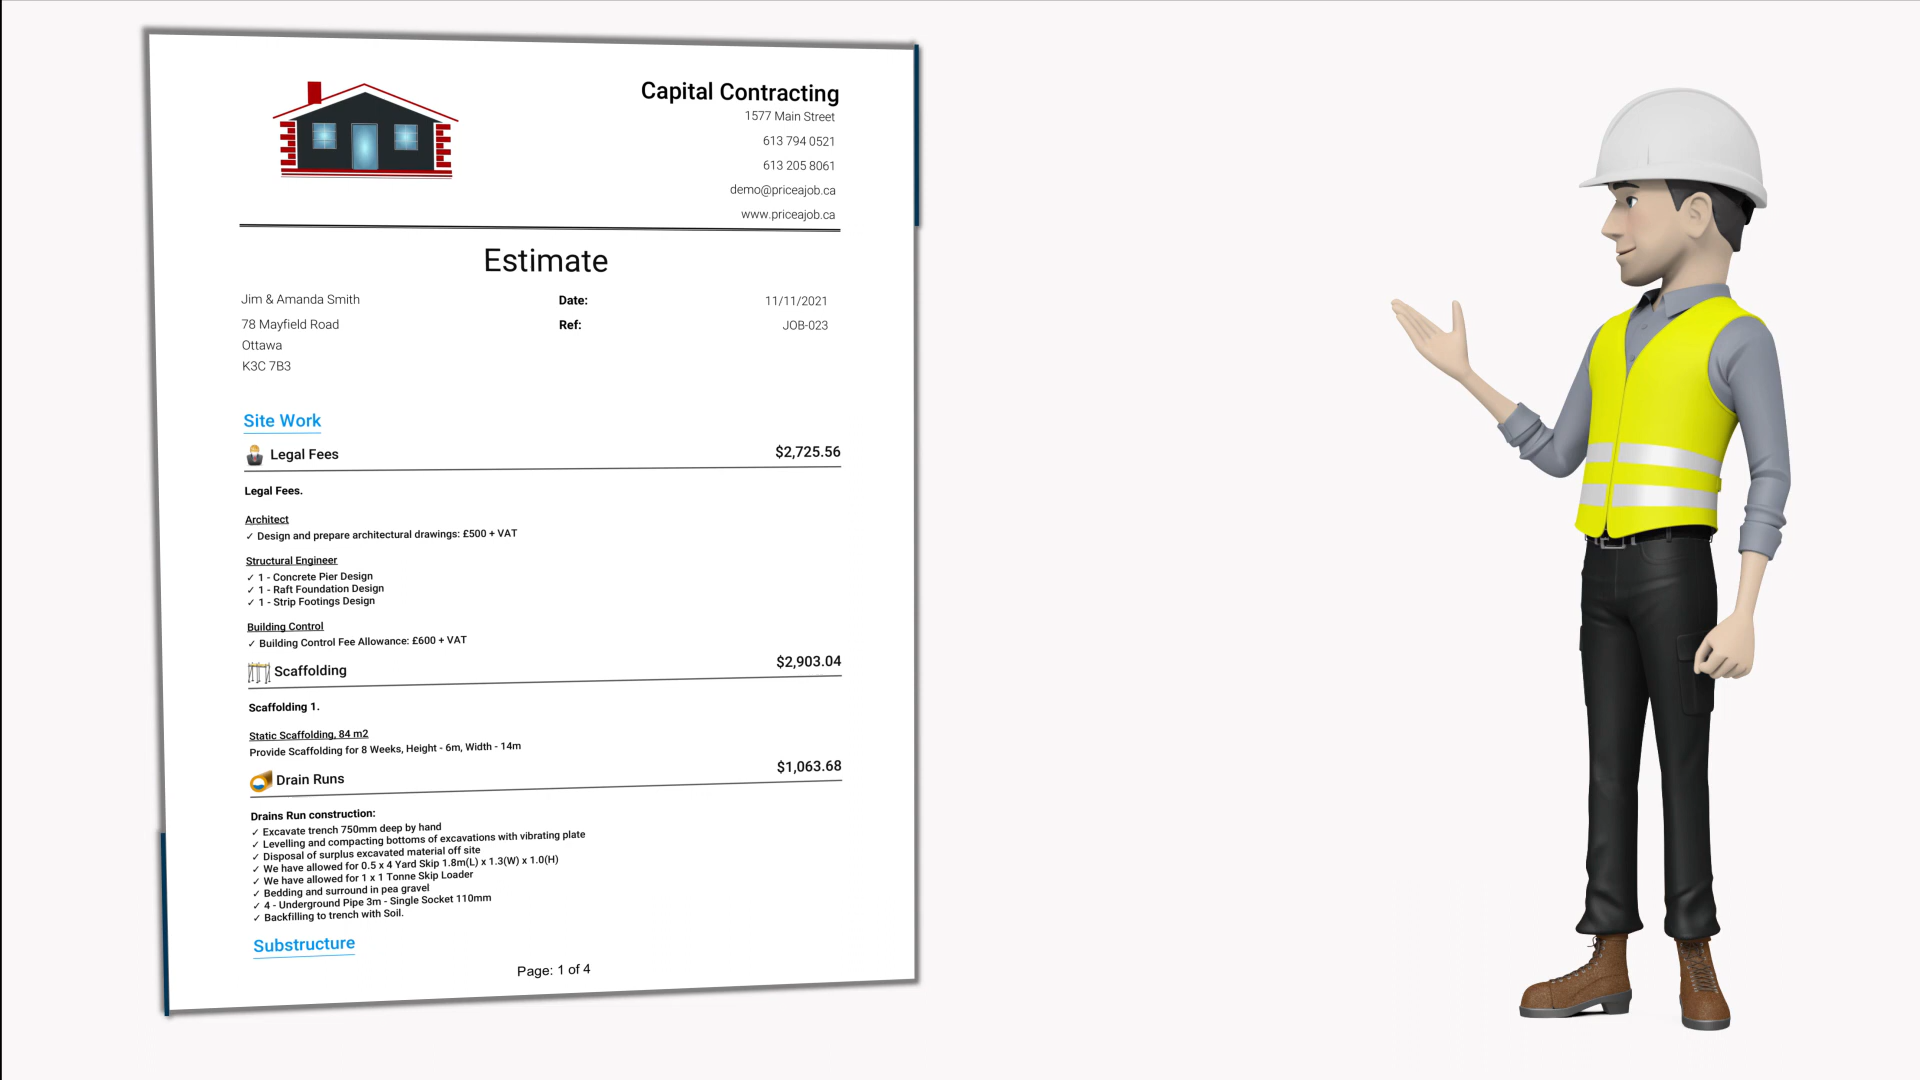 Capital Contracting
1577 Main Street
613 794 0521
613 205 8061
demo@priceajob.ca
www.priceajob.ca
Estimate
Jim & Amanda Smith
78 Mayfield Road
Ottawa
K3C 7B3
Date: 11/11/2021
Ref: JOB-023
Site Work
Legal Fees $2,725.56
Legal Fees.
Architect
✓ Design and prepare architectural drawings: £500 + VAT
Structural Engineer
✓ 1 - Concrete Pier Design
✓ 1 - Raft Foundation Design
✓ 1 - Strip Footings Design
Building Control
✓ Building Control Fee Allowance: £600 + VAT
Scaffolding $2,903.04
Scaffolding 1.
Static Scaffolding, 84 m2
Provide Scaffolding for 8 Weeks, Height - 6m, Width - 14m
Drain Runs $1,063.68
Drains Run construction:
✓ Excavate trench 750mm deep by hand
✓ Levelling and compacting bottoms of excavations with vibrating plate
✓ Disposal of surplus excavated material off site
✓ We have allowed for 0.5 x 4 Yard Skip 1.8m(L) x 1.3(W) x 1.0(H)
✓ We have allowed for 1 x 1 Tonne Skip Loader
✓ Bedding and surround in pea gravel
✓ 4 - Underground Pipe 3m - Single Socket 110mm
✓ Backfilling to trench with Soil.
Substructure
Page: 1 of 4